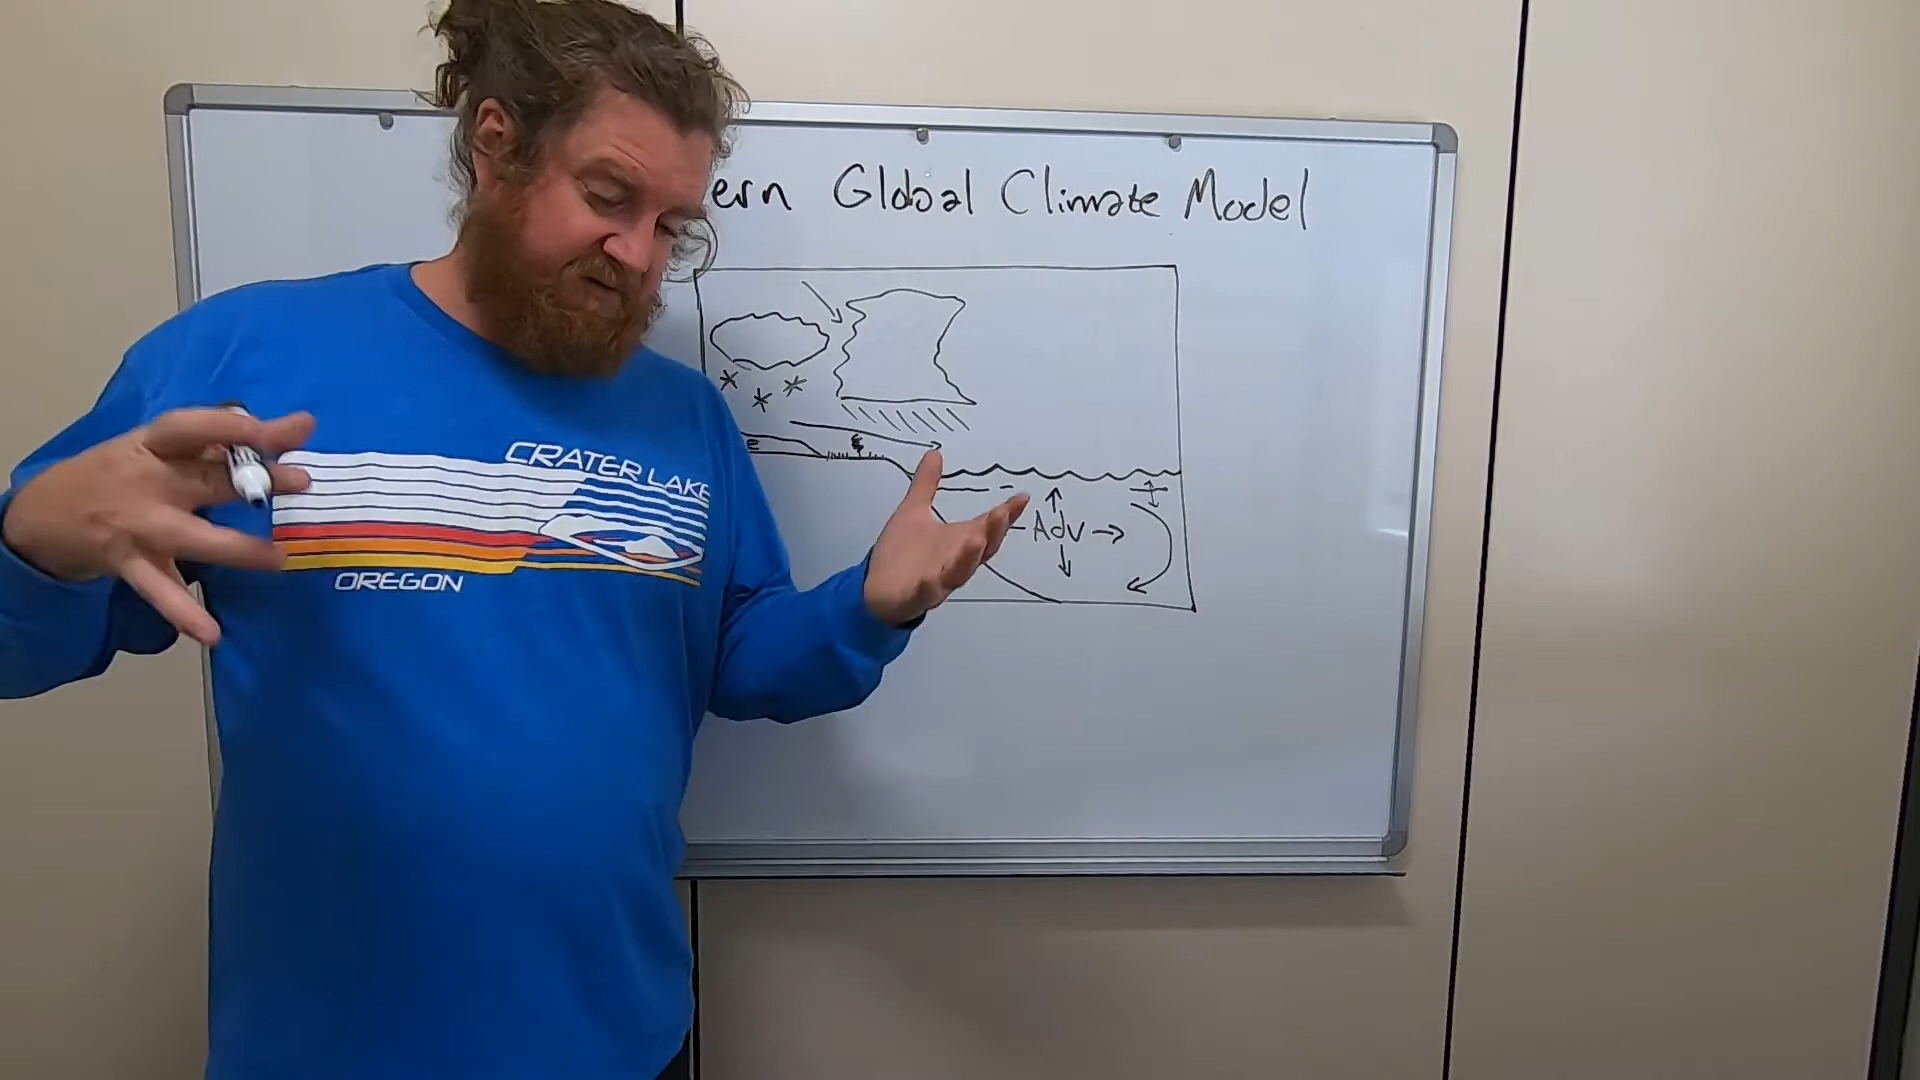 ern Global Climate Model
E
Adv
CRATER LAKE
OREGON